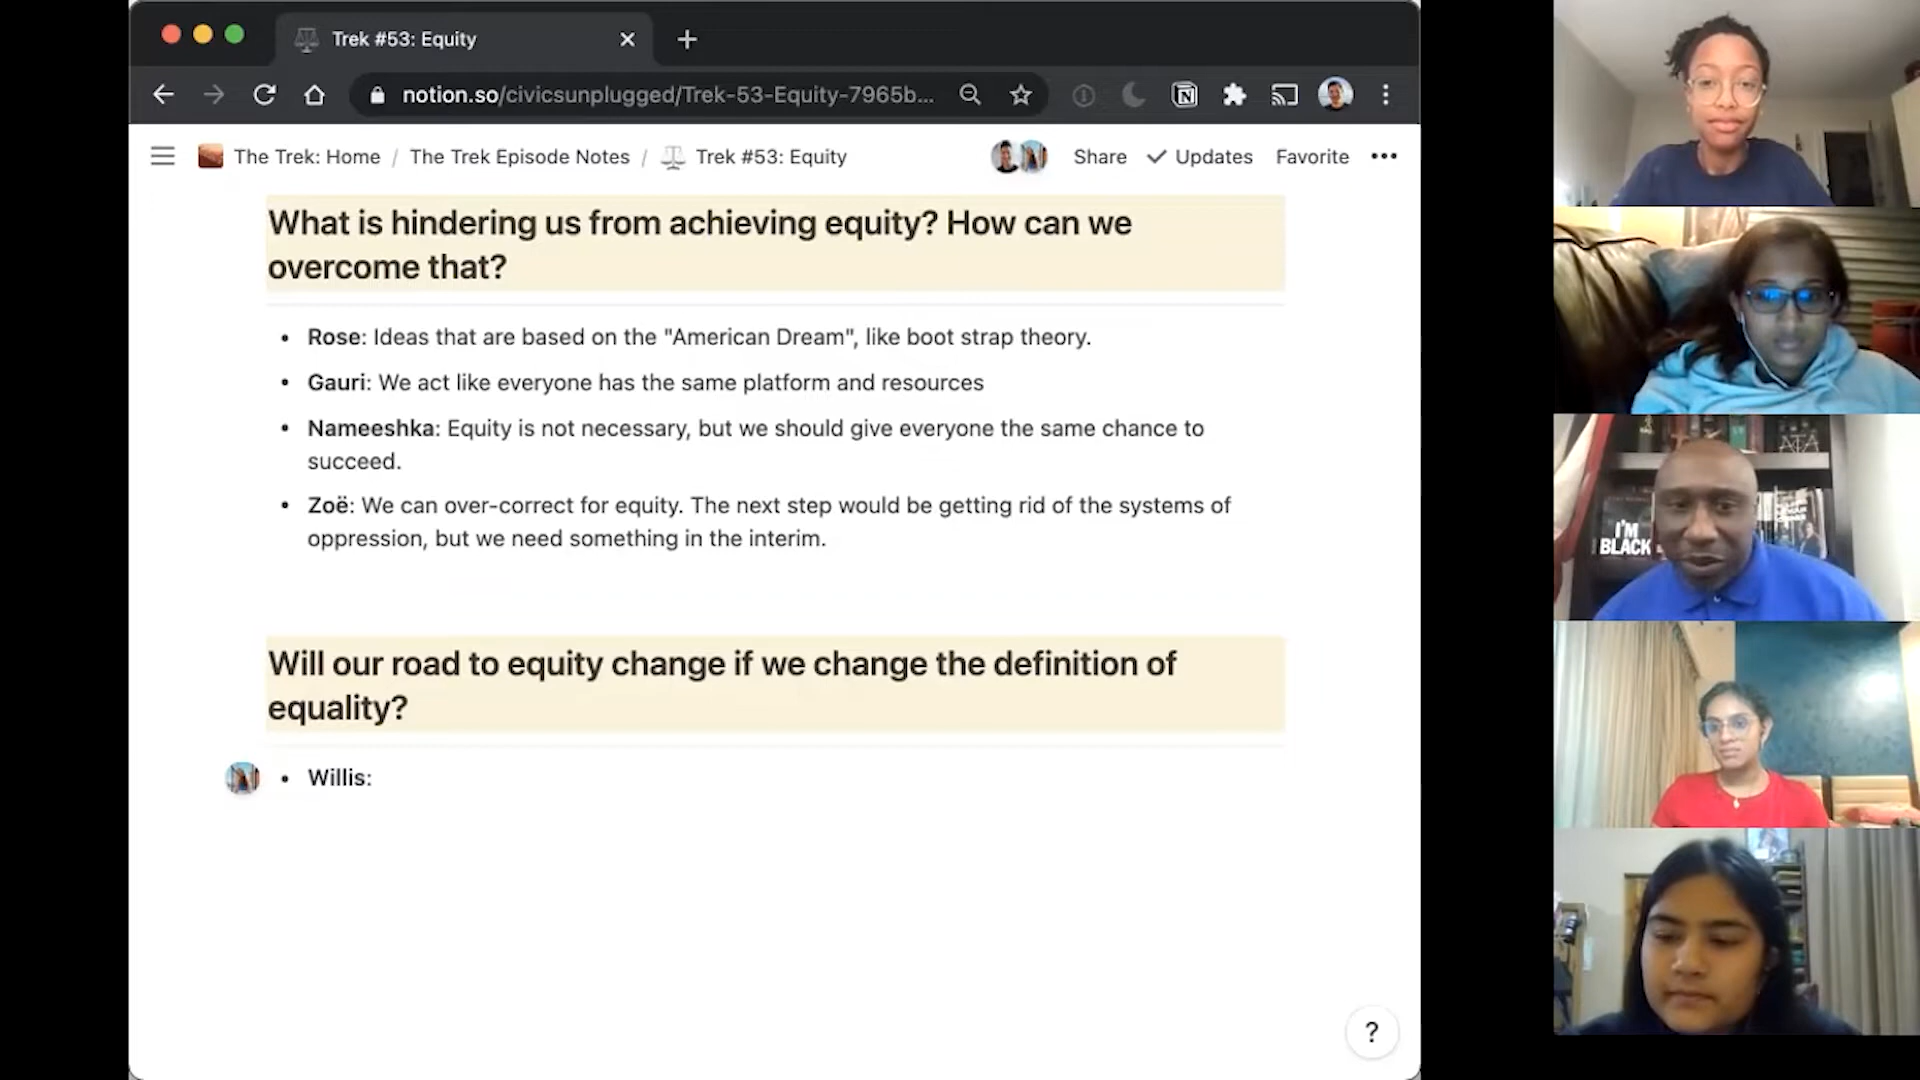 Trek #53: Equity
notion.so/civicsunplugged/Trek-53-Equity-7965b...
The Trek: Home / The Trek Episode Notes / Trek #53: Equity
Share Updates Favorite
What is hindering us from achieving equity? How can we
overcome that?
• Rose: Ideas that are based on the "American Dream", like boot strap theory.
• Gauri: We act like everyone has the same platform and resources
• Nameeshka: Equity is not necessary, but we should give everyone the same chance to
succeed.
• Zoë: We can over-correct for equity. The next step would be getting rid of the systems of
oppression, but we need something in the interim.
Will our road to equity change if we change the definition of
equality?
• Willis:
?
I'M
BLACK